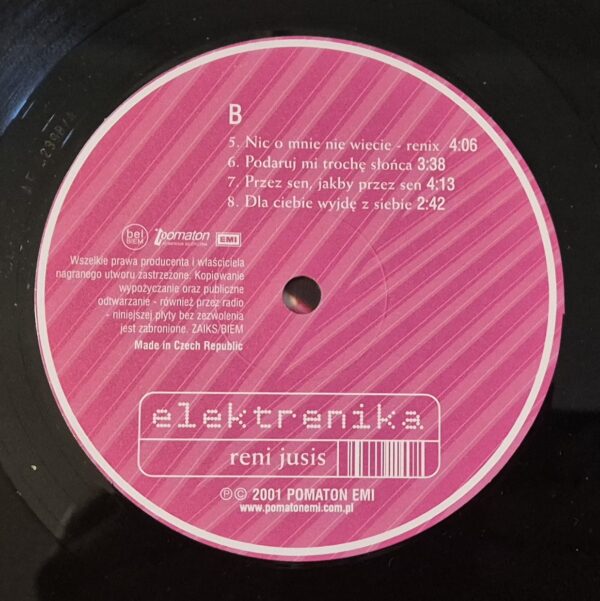 B
5. Nic o mnie nie wiecie - renix 4:06
6. Podaruj mi trochę słońca 3:38
7. Przez sen, jakby przez sen 4:13
8. Dla ciebie wyjdę z siebie 2:42
bel BIEM pomaton EMI
Wszelkie prawa producenta i właściciela
nagranego utworu zastrzeżone. Kopiowanie
wypożyczanie oraz publiczne
odtwarzanie - również przez radio
- niniejszej płyty bez zezwolenia
jest zabronione. ZAIKS/BIEM
Made in Czech Republic
elektrenika
reni jusis
℗© 2001 POMATON EMI
www.pomatonemi.com.pl